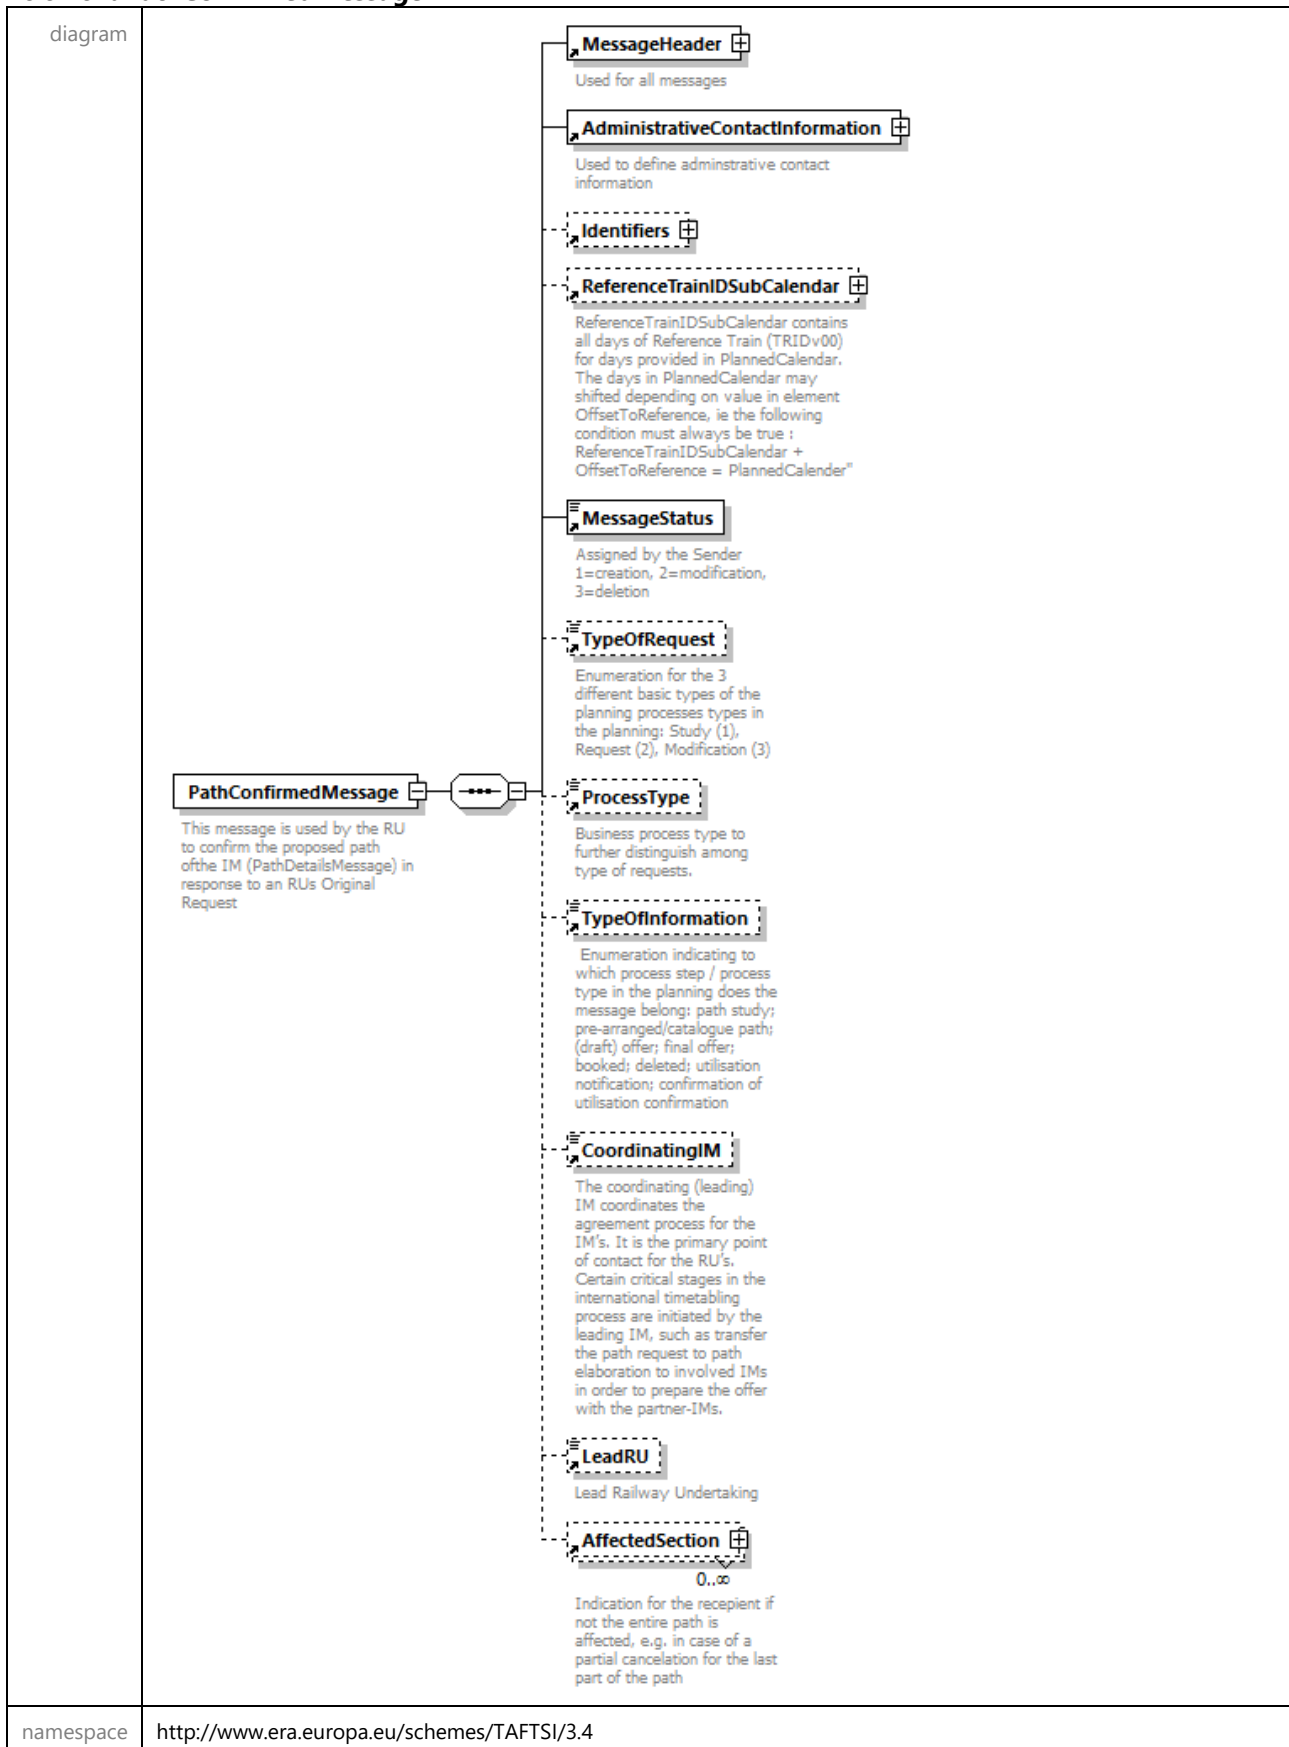 diagram
MessageHeader
Used for all messages
AdministrativeContactInformation
Used to define adminstrative contact
information
Identifiers
ReferenceTrainIDSubCalendar
ReferenceTrainIDSubCalendar contains
all days of Reference Train (TRIDv00)
for days provided in PlannedCalendar.
The days in PlannedCalendar may
shifted depending on value in element
OffsetToReference, ie the following
condition must always be true :
ReferenceTrainIDSubCalendar +
OffsetToReference = PlannedCalender"
MessageStatus
Assigned by the Sender
1=creation, 2=modification,
3=deletion
TypeOfRequest
Enumeration for the 3
different basic types of the
planning processes types in
the planning: Study (1),
Request (2), Modification (3)
PathConfirmedMessage
This message is used by the RU
to confirm the proposed path
ofthe IM (PathDetailsMessage) in
response to an RUs Original
Request
ProcessType
Business process type to
further distinguish among
type of requests.
TypeOfInformation
Enumeration indicating to
which process step / process
type in the planning does the
message belong: path study;
pre-arranged/catalogue path;
(draft) offer; final offer;
booked; deleted; utilisation
notification; confirmation of
utilisation confirmation
CoordinatingIM
The coordinating (leading)
IM coordinates the
agreement process for the
IM's. It is the primary point
of contact for the RU's.
Certain critical stages in the
international timetabling
process are initiated by the
leading IM, such as transfer
the path request to path
elaboration to involved IMs
in order to prepare the offer
with the partner-IMs.
LeadRU
Lead Railway Undertaking
AffectedSection
0..∞
Indication for the recepient if
not the entire path is
affected, e.g. in case of a
partial cancelation for the last
part of the path
namespace http://www.era.europa.eu/schemes/TAFTSI/3.4